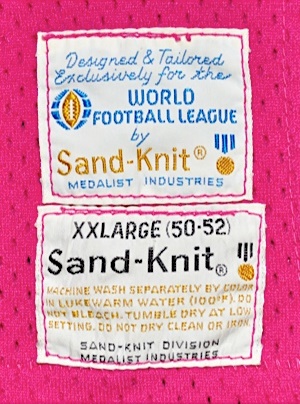 Designed & Tailored
Exclusively for the
WORLD
FOOTBALL LEAGUE
by
Sand-Knit®
MEDALIST INDUSTRIES
XXLARGE (50-52)
Sand-Knit®
MACHINE WASH SEPARATELY BY COLOR
IN LUKEWARM WATER (100°F). DO
NOT BLEACH. TUMBLE DRY AT LOW
SETTING. DO NOT DRY CLEAN OR IRON.
SAND-KNIT DIVISION
MEDALIST INDUSTRIES